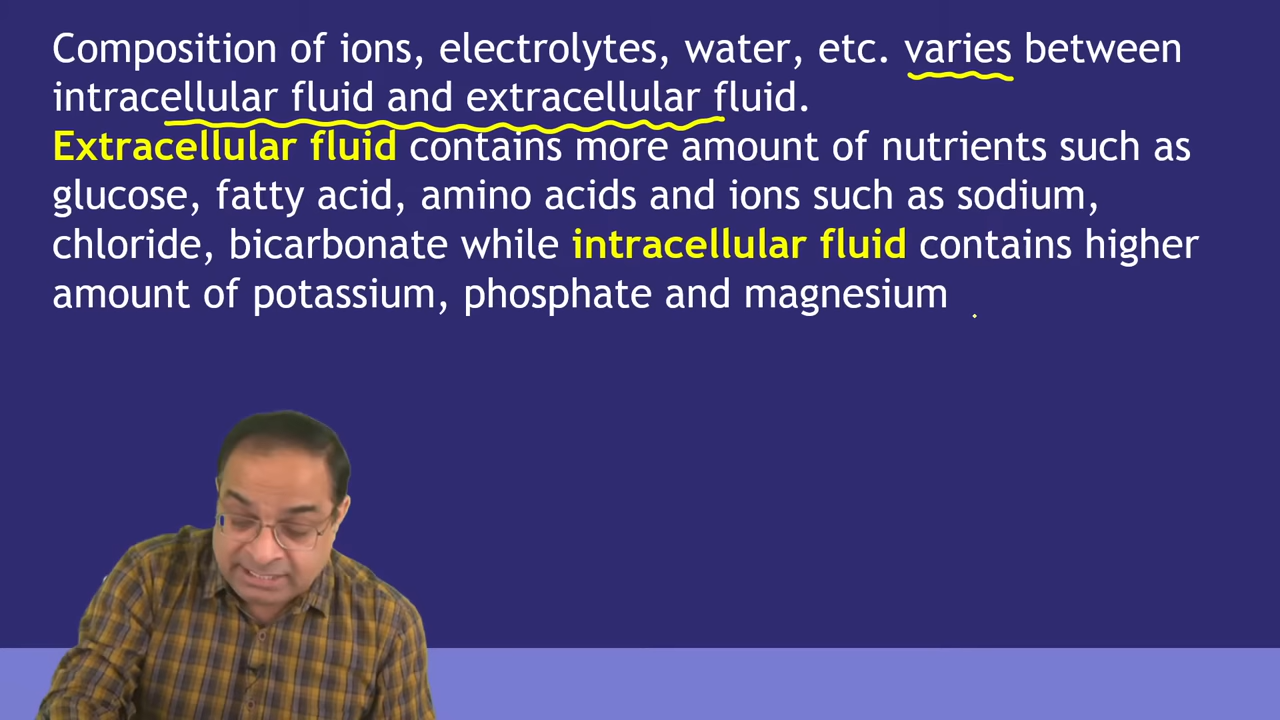 Composition of ions, electrolytes, water, etc. varies between
intracellular fluid and extracellular fluid.
Extracellular fluid contains more amount of nutrients such as
glucose, fatty acid, amino acids and ions such as sodium,
chloride, bicarbonate while intracellular fluid contains higher
amount of potassium, phosphate and magnesium